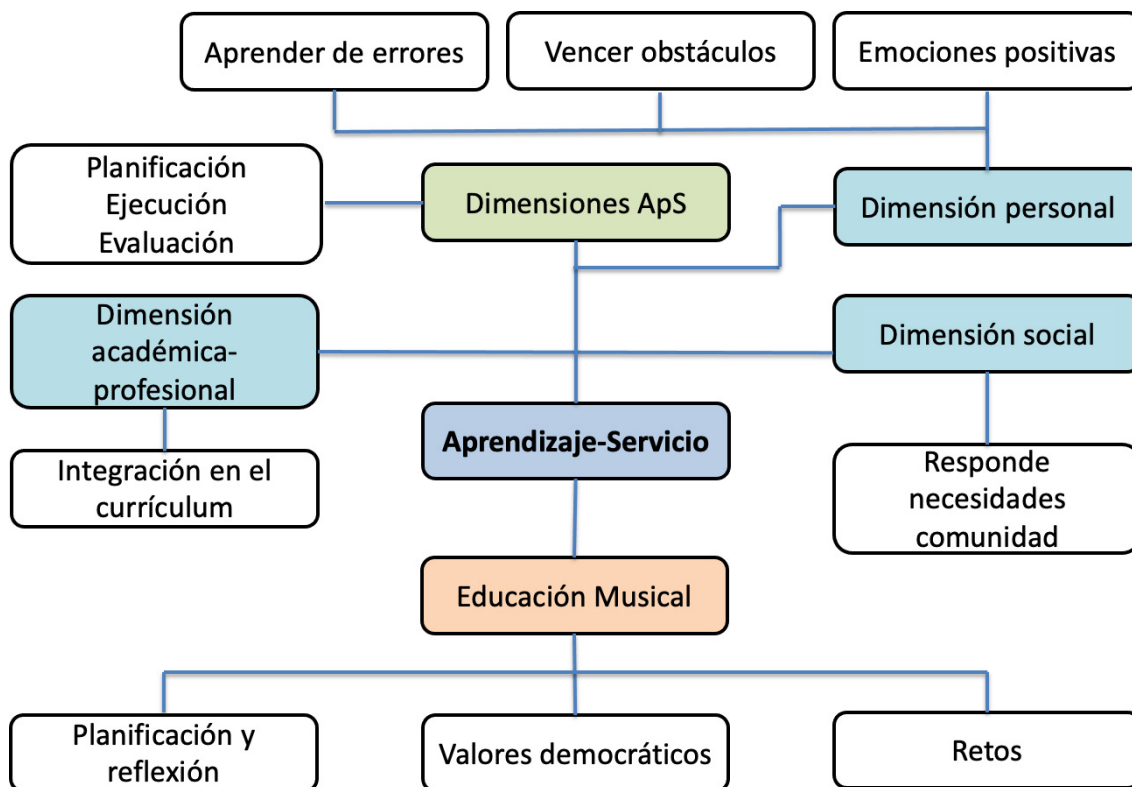 Aprender de errores
Vencer obstáculos
Emociones positivas
Planificación
Ejecución
Evaluación
Dimensiones ApS
Dimensión personal
Dimensión
académica-
profesional
Dimensión social
Aprendizaje-Servicio
Integración en el
currículum
Responde
necesidades
comunidad
Educación Musical
Planificación y
reflexión
Valores democráticos
Retos